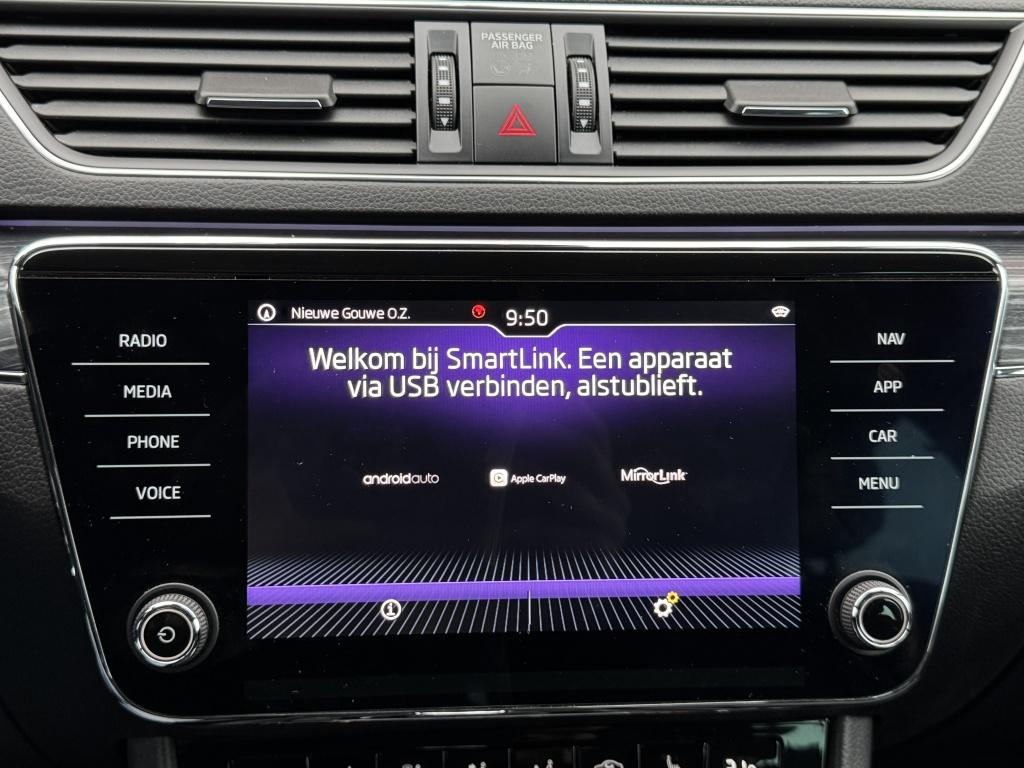 PASSENGER
AIR BAG
Nieuwe Gouwe O.Z.
9:50
RADIO
MEDIA
PHONE
VOICE
Welkom bij SmartLink. Een apparaat
via USB verbinden, alstublieft.
androidauto
Apple CarPlay
MirrorLink
NAV
APP
CAR
MENU